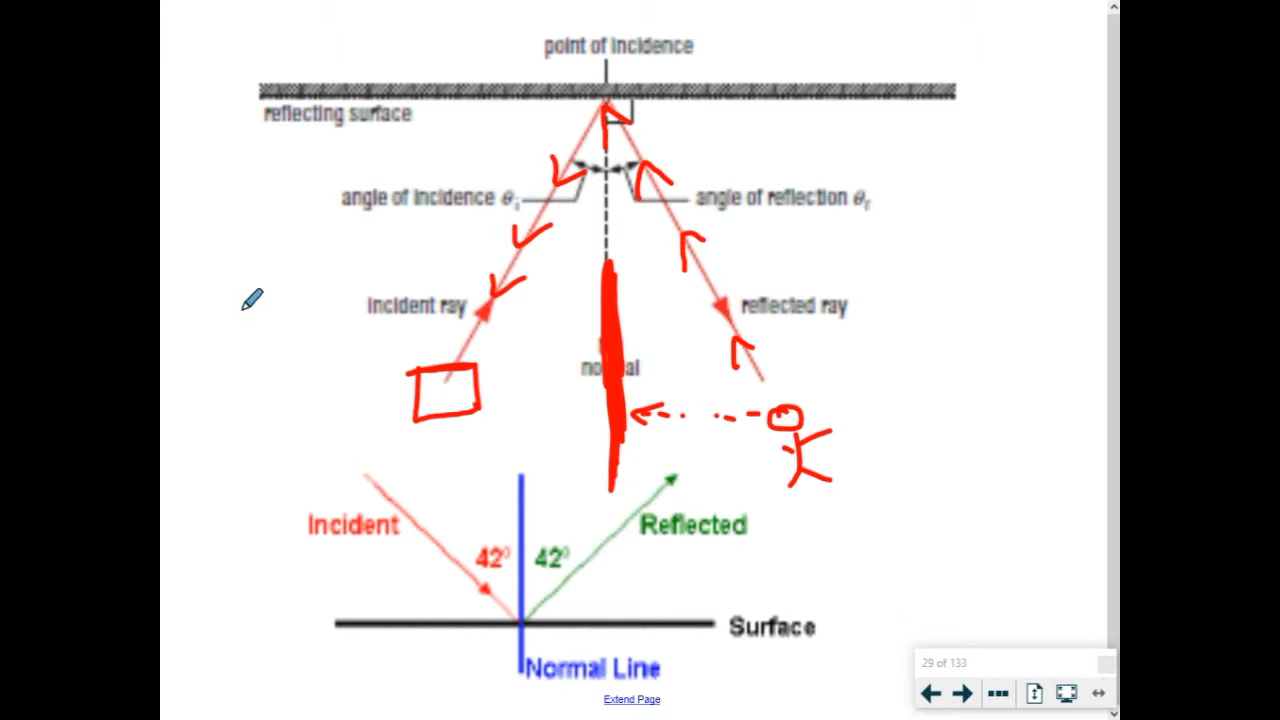 point of incidence
reflecting surface
angle of incidence θi
angle of reflection θr
incident ray
reflected ray
Incident
42°
42°
Reflected
Surface
Normal Line
29 of 133
Extend Page